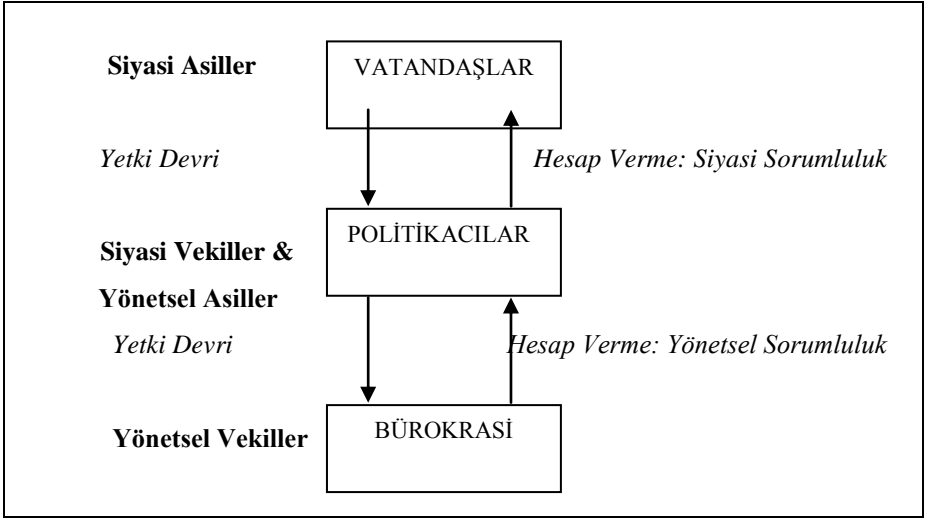 Siyasi Asiller
VATANDAŞLAR
Yetki Devri
Hesap Verme: Siyasi Sorumluluk
Siyasi Vekiller &
Yönetsel Asiller
POLİTİKACILAR
Yetki Devri
Hesap Verme: Yönetsel Sorumluluk
Yönetsel Vekiller
BÜROKRASİ